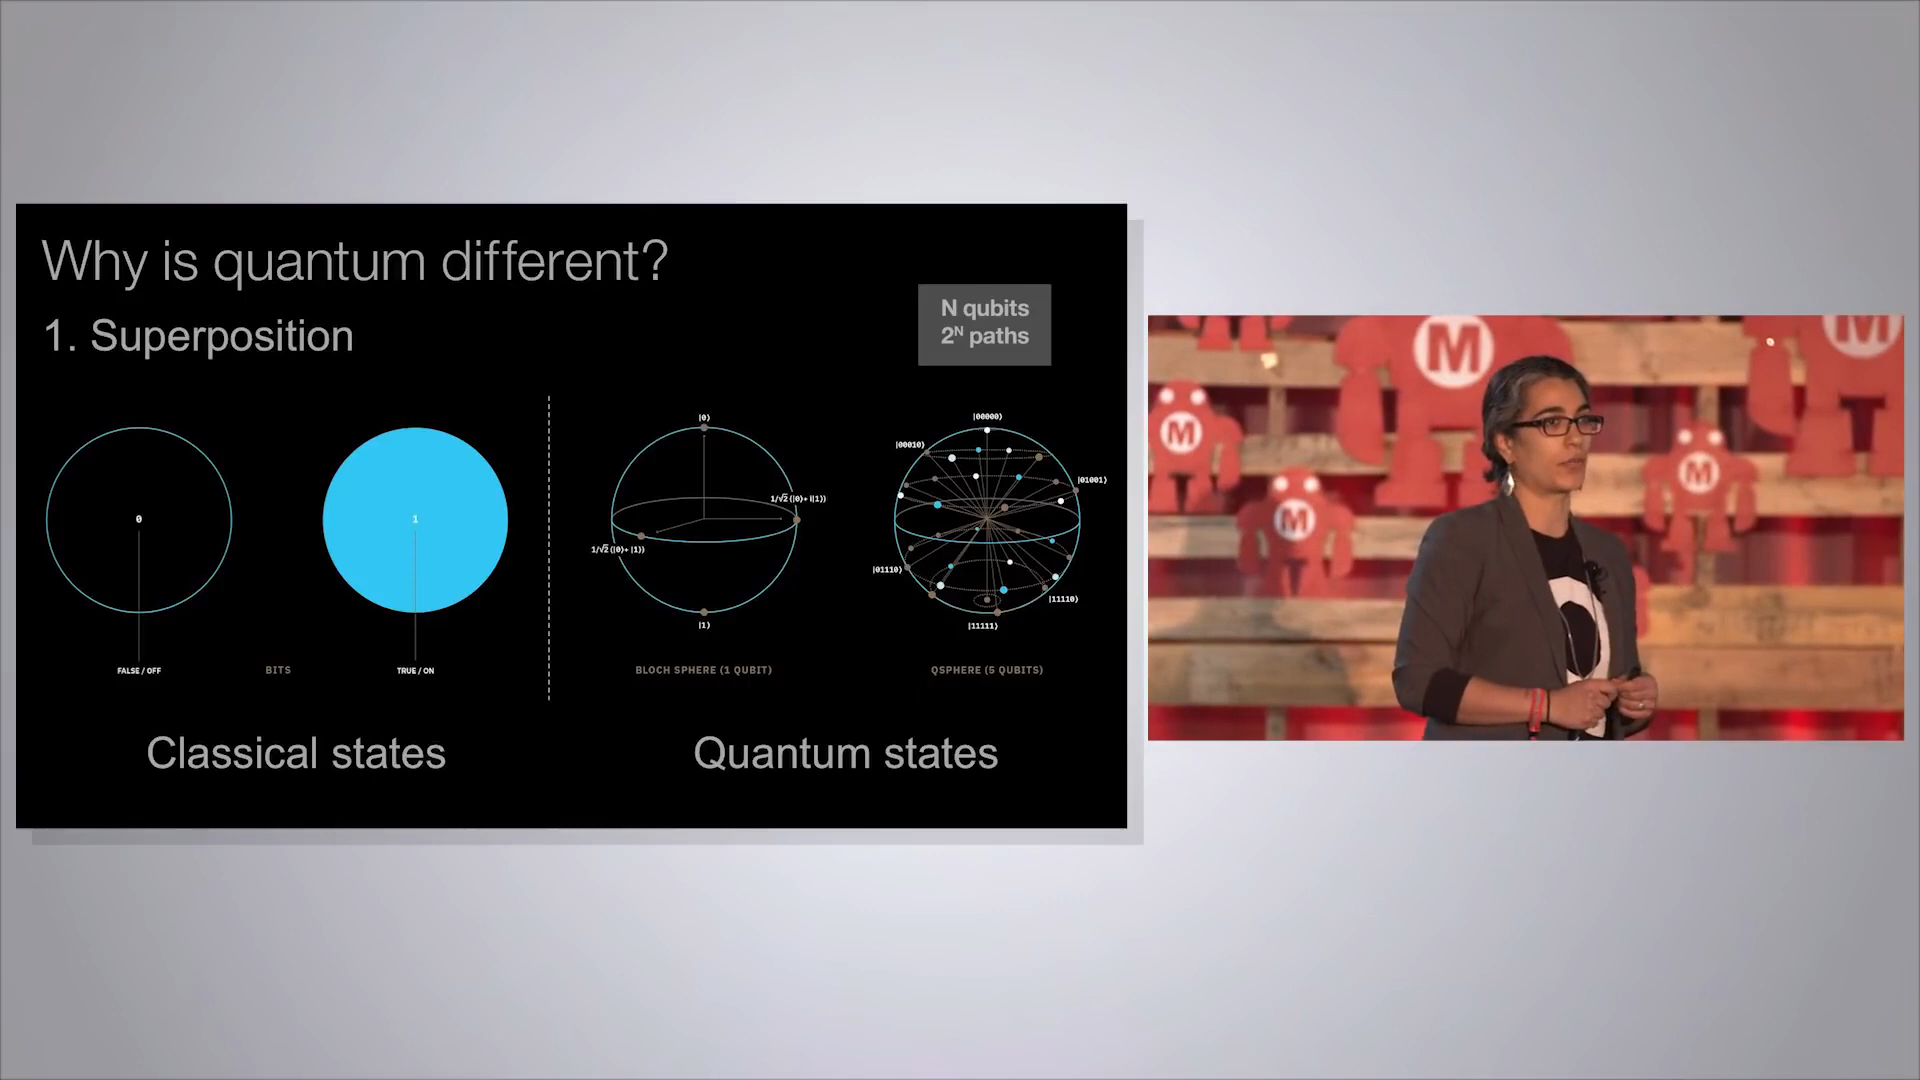 Why is quantum different?
1. Superposition
N qubits
2ᴺ paths
0
1
FALSE / OFF
BITS
TRUE / ON
|0⟩
1/√2 (|0⟩+ i|1⟩)
1/√2 (|0⟩+ |1⟩)
|1⟩
BLOCH SPHERE (1 QUBIT)
|00000⟩
|00010⟩
|01001⟩
|01110⟩
|11110⟩
|11111⟩
QSPHERE (5 QUBITS)
Classical states
Quantum states
M
M
M
M
M